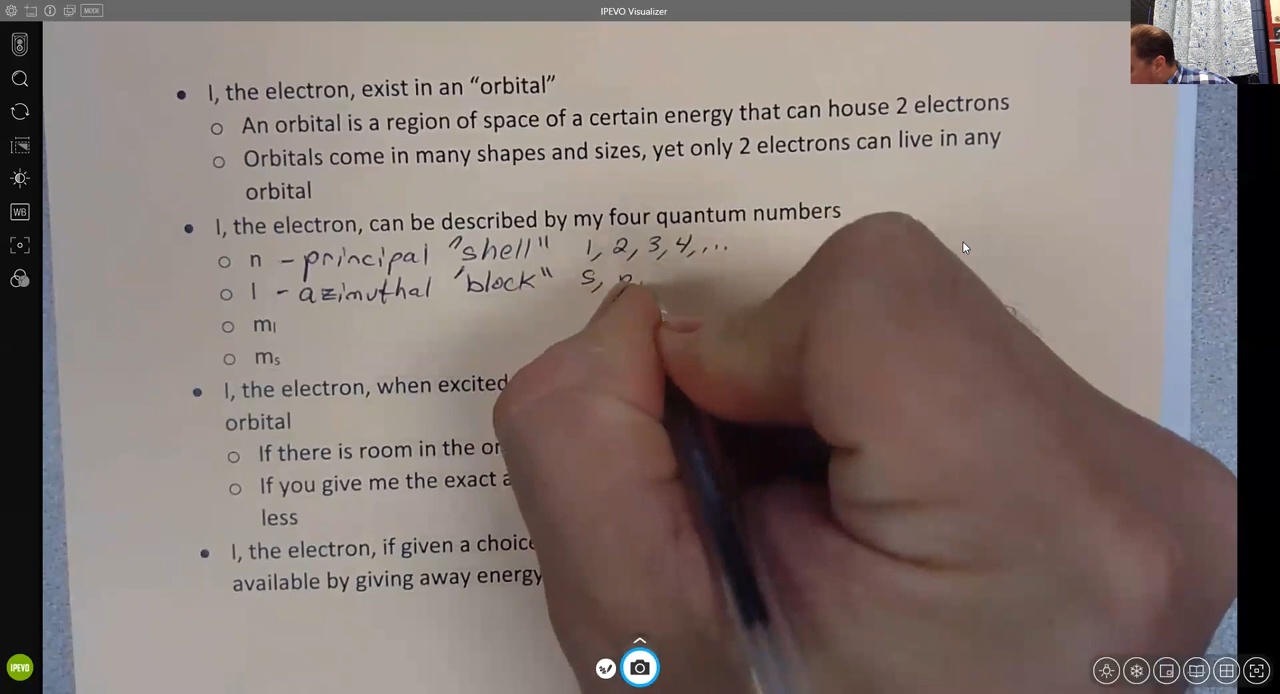 IPEVO Visualizer
MODE
WB
• I, the electron, exist in an “orbital”
o An orbital is a region of space of a certain energy that can house 2 electrons
o Orbitals come in many shapes and sizes, yet only 2 electrons can live in any
orbital
• I, the electron, can be described by my four quantum numbers
o n - principal "shell" 1, 2, 3, 4, ...
o l - azimuthal "block" s, p
o ml
o ms
• I, the electron, when excited
orbital
o If there is room in the
o If you give me the exact
less
• I, the electron, if given a choice
available by giving away energy
IPEVO